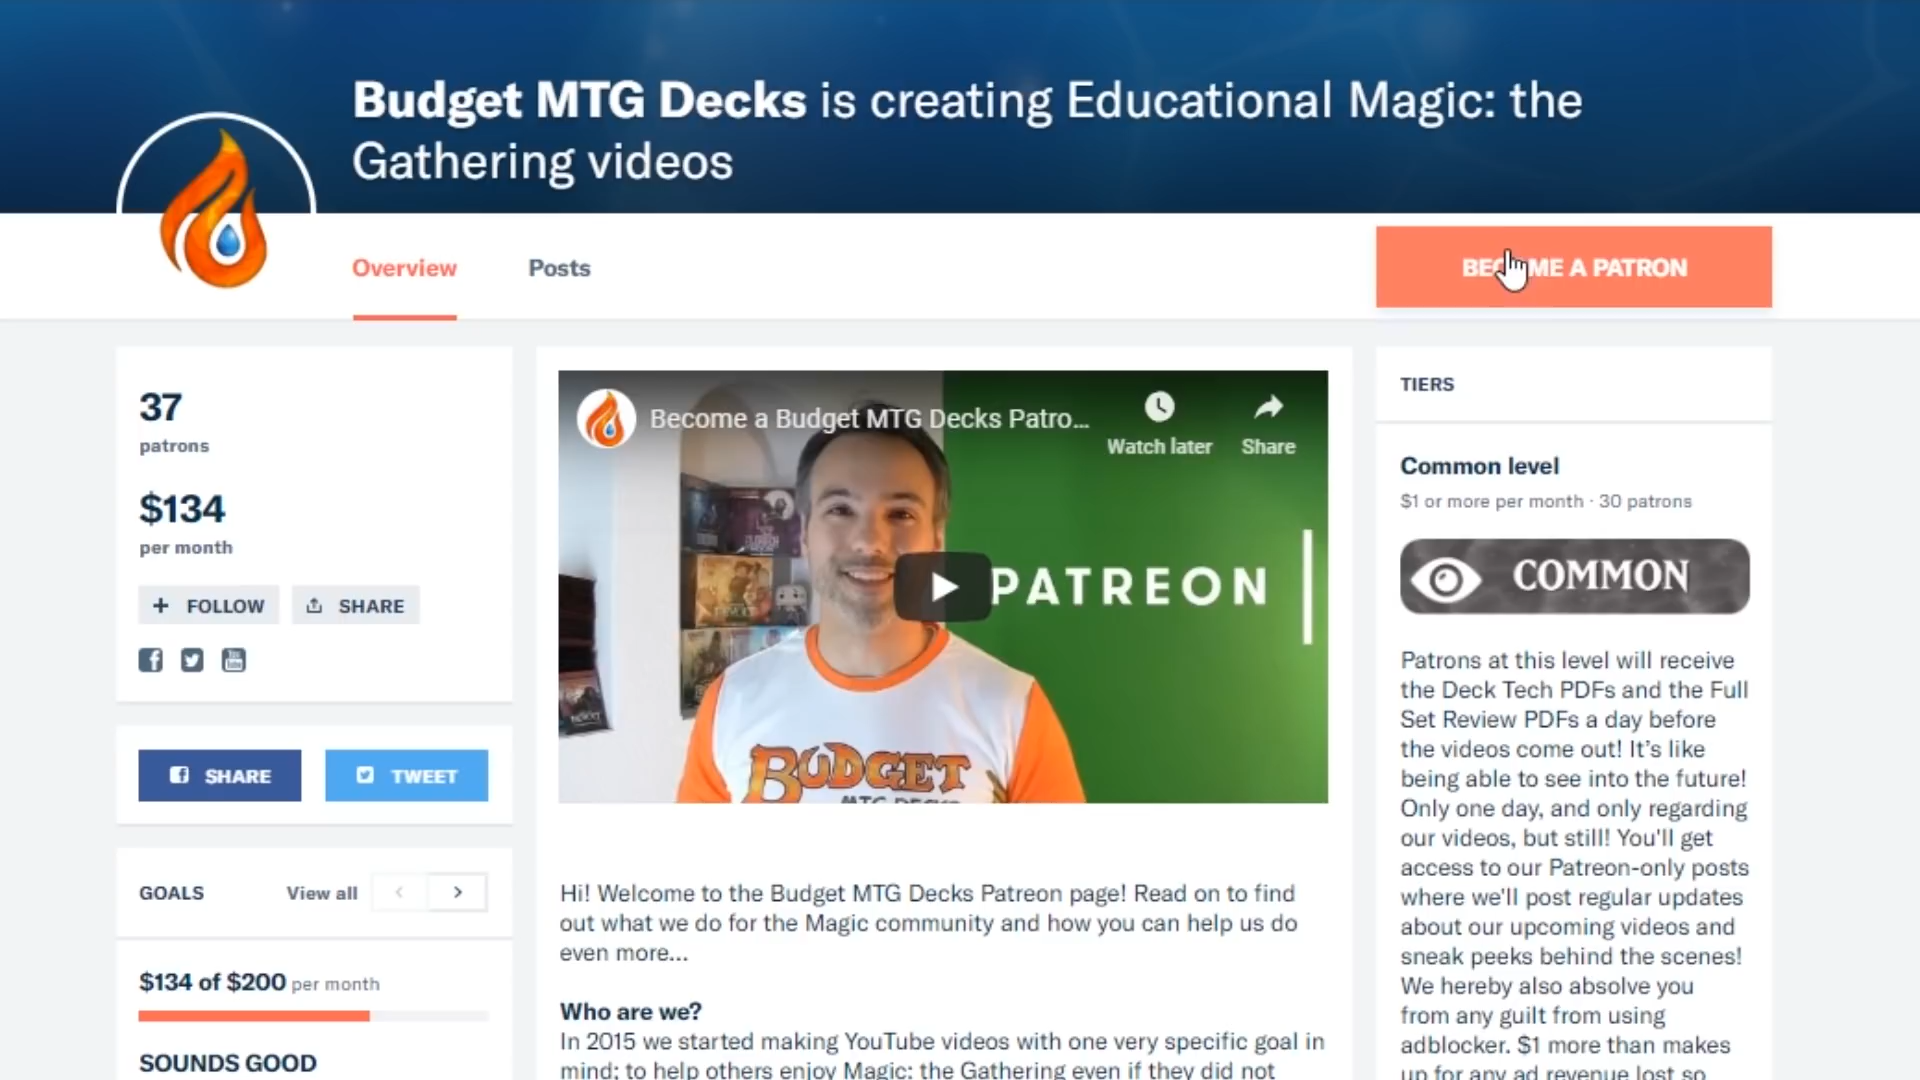 Budget MTG Decks is creating Educational Magic: the
Gathering videos
Overview
Posts
A PATRON
37
patrons
$134
per month
+ FOLLOW
SHARE
SHARE
TWEET
GOALS
View all
$134 of $200 per month
SOUNDS GOOD
Become a Budget MTG Decks Patro...
Watch later
Share
PATREON
BUDGET
MTG DECKS
Hi! Welcome to the Budget MTG Decks Patreon page! Read on to find
out what we do for the Magic community and how you can help us do
even more...
Who are we?
In 2015 we started making YouTube videos with one very specific goal in
mind: to help others enjoy Magic: the Gathering even if they did not
TIERS
Common level
$1 or more per month · 30 patrons
COMMON
Patrons at this level will receive
the Deck Tech PDFs and the Full
Set Review PDFs a day before
the videos come out! It's like
being able to see into the future!
Only one day, and only regarding
our videos, but still! You'll get
access to our Patreon-only posts
where we'll post regular updates
about our upcoming videos and
sneak peeks behind the scenes!
We hereby also absolve you
from any guilt from using
adblocker. $1 more than makes
up for any ad revenue lost so